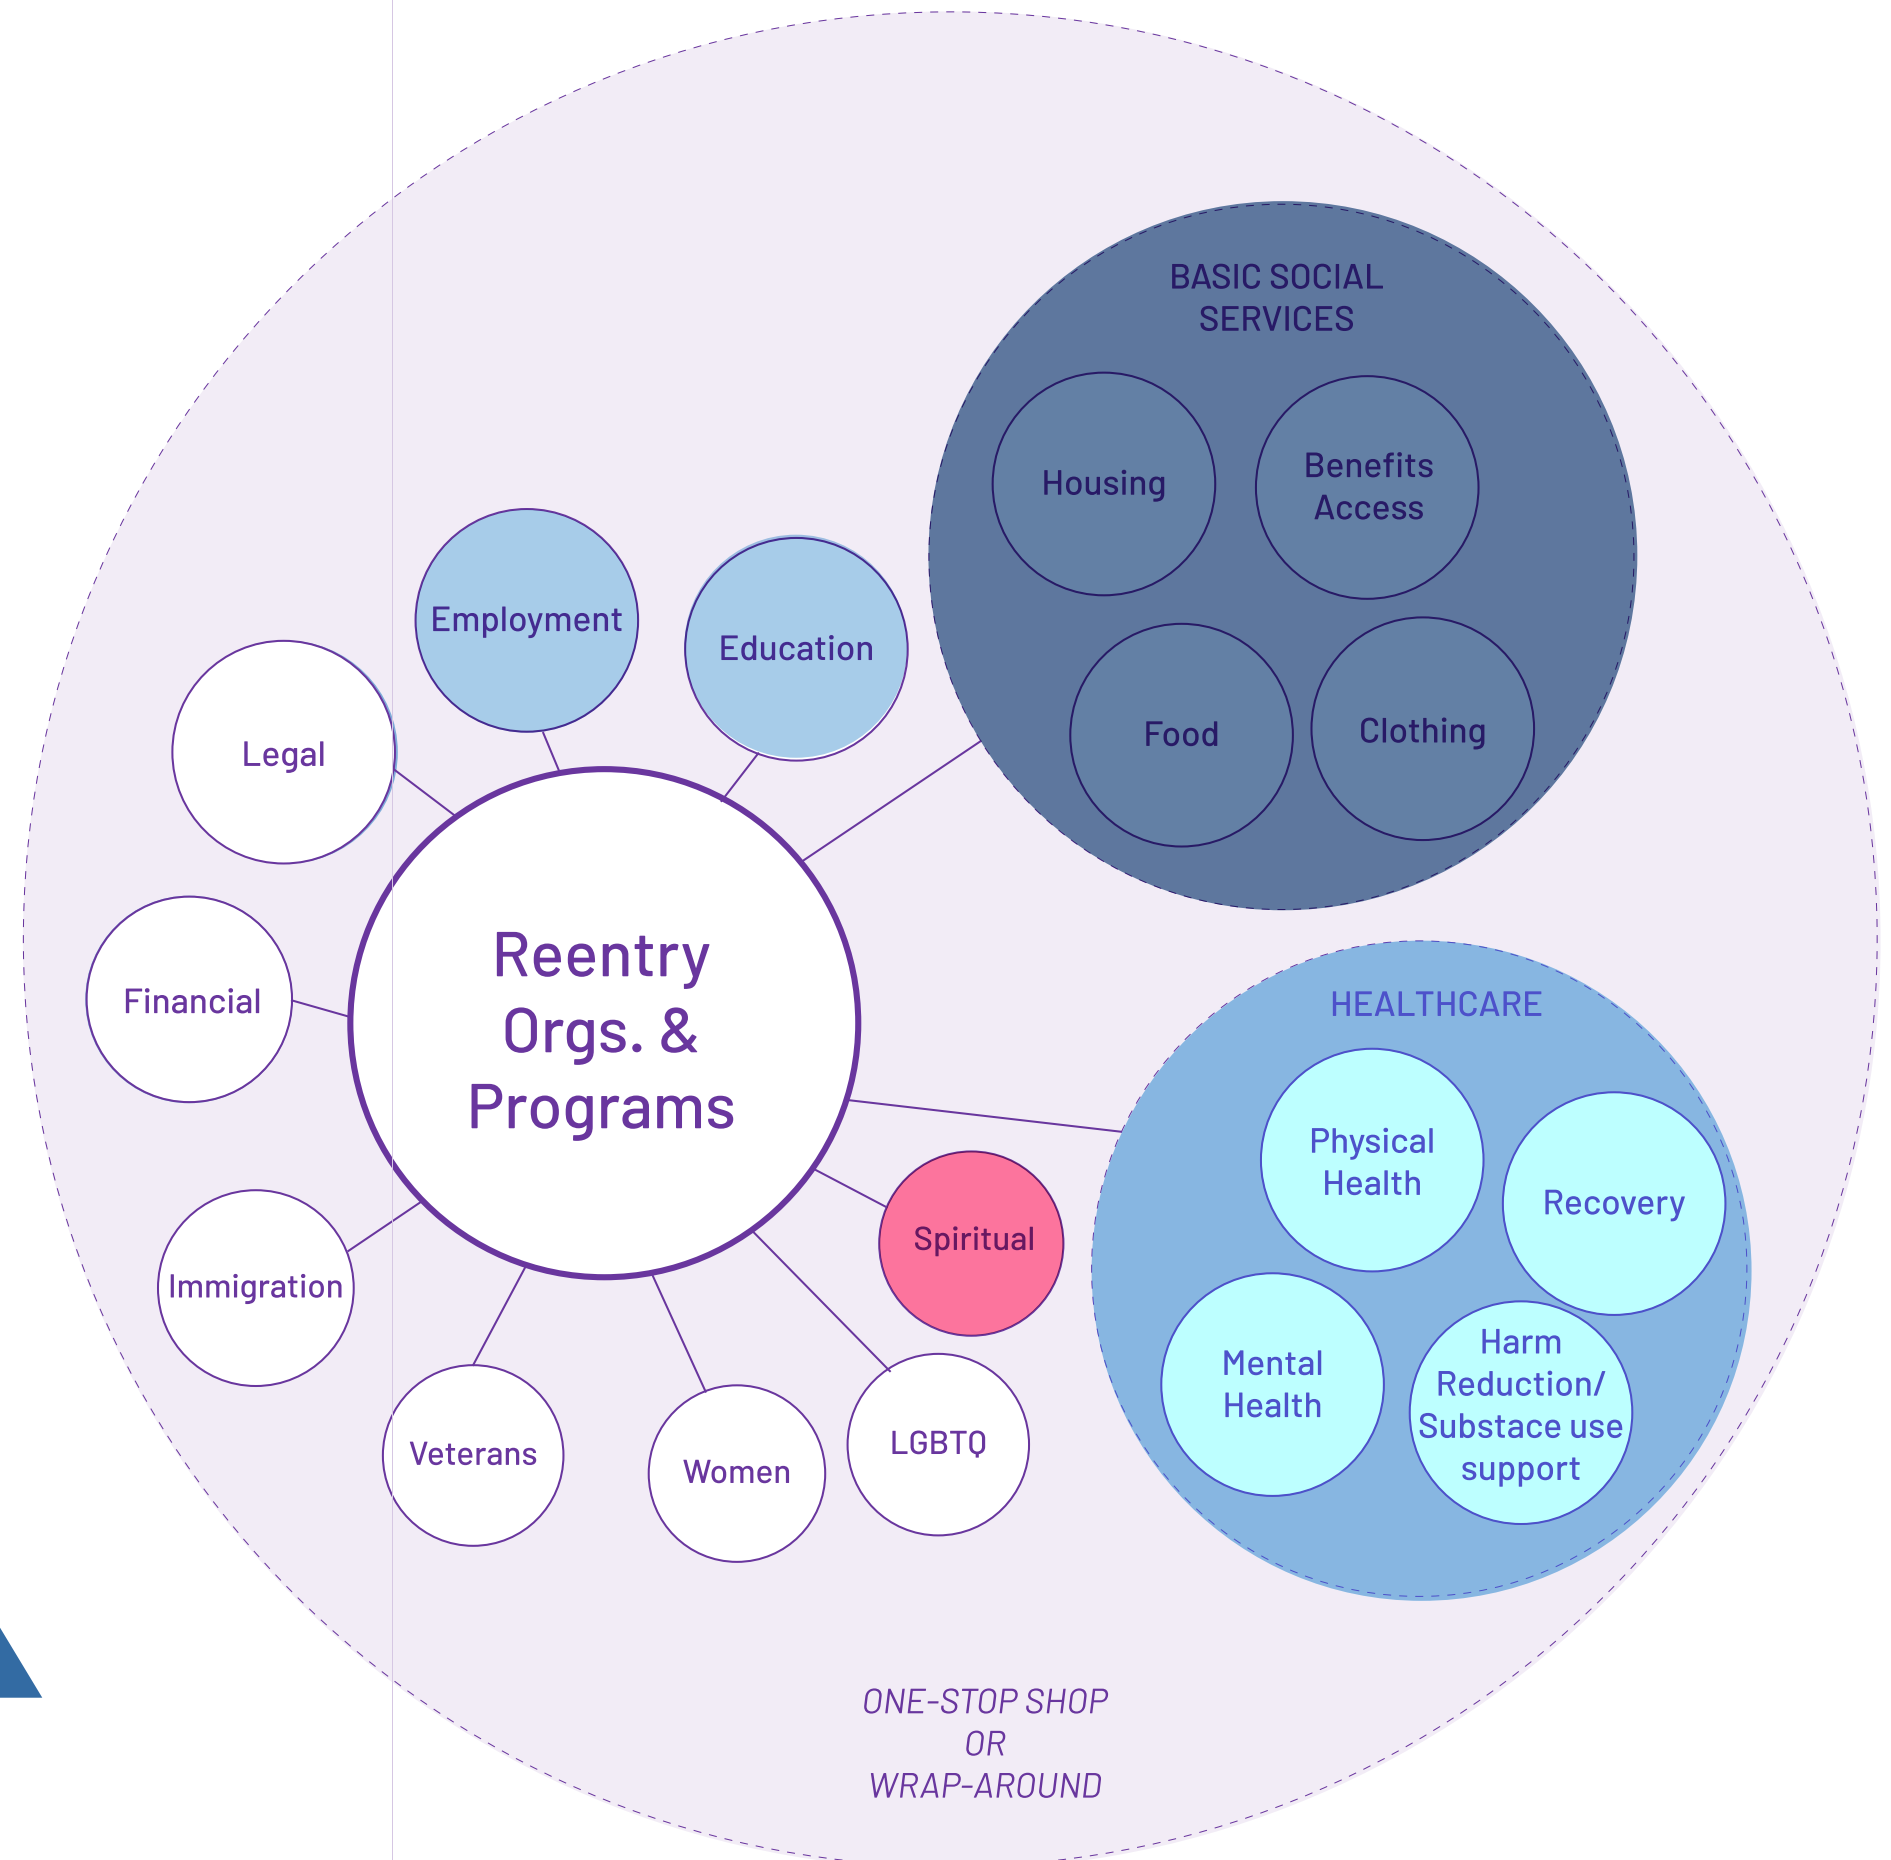 BASIC SOCIAL
SERVICES
Housing
Benefits
Access
Food
Clothing
Employment
Education
Legal
Financial
Reentry
Orgs. &
Programs
Immigration
Veterans
Women
LGBTQ
Spiritual
HEALTHCARE
Physical
Health
Recovery
Mental
Health
Harm
Reduction/
Substace use
support
ONE-STOP SHOP
OR
WRAP-AROUND